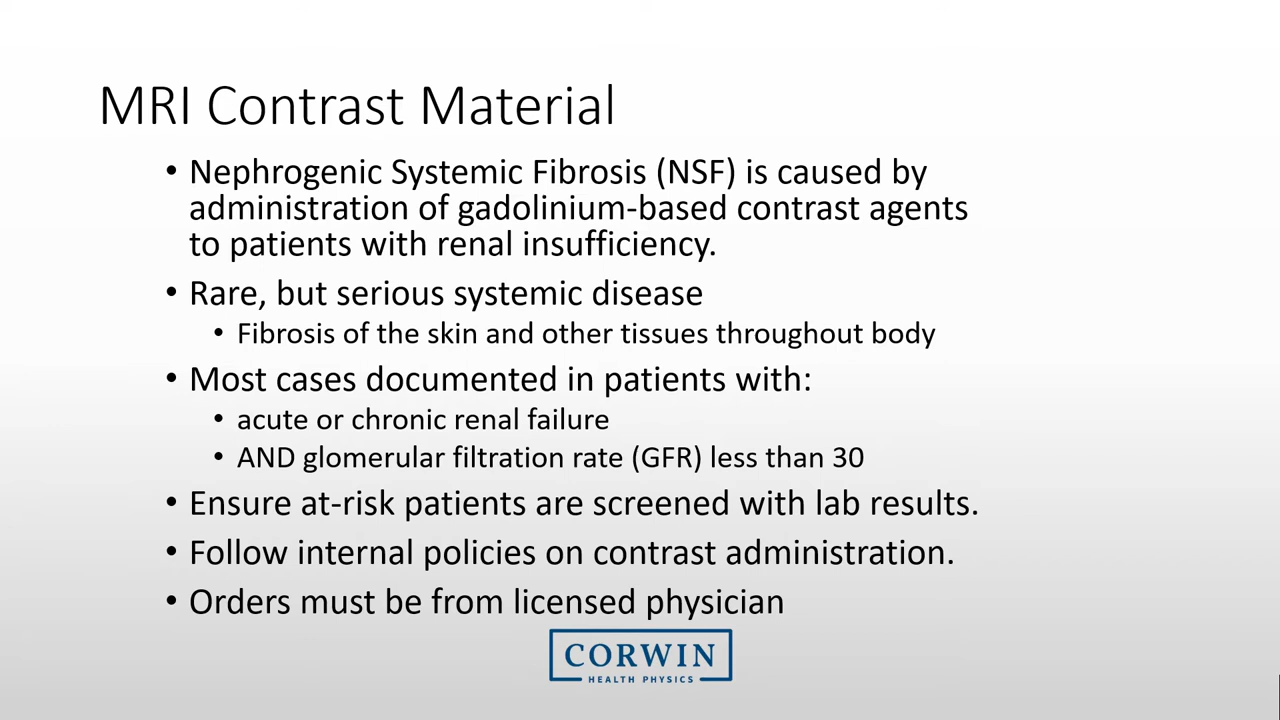 MRI Contrast Material
• Nephrogenic Systemic Fibrosis (NSF) is caused by
administration of gadolinium-based contrast agents
to patients with renal insufficiency.
• Rare, but serious systemic disease
• Fibrosis of the skin and other tissues throughout body
• Most cases documented in patients with:
• acute or chronic renal failure
• AND glomerular filtration rate (GFR) less than 30
• Ensure at-risk patients are screened with lab results.
• Follow internal policies on contrast administration.
• Orders must be from licensed physician
CORWIN
HEALTH PHYSICS